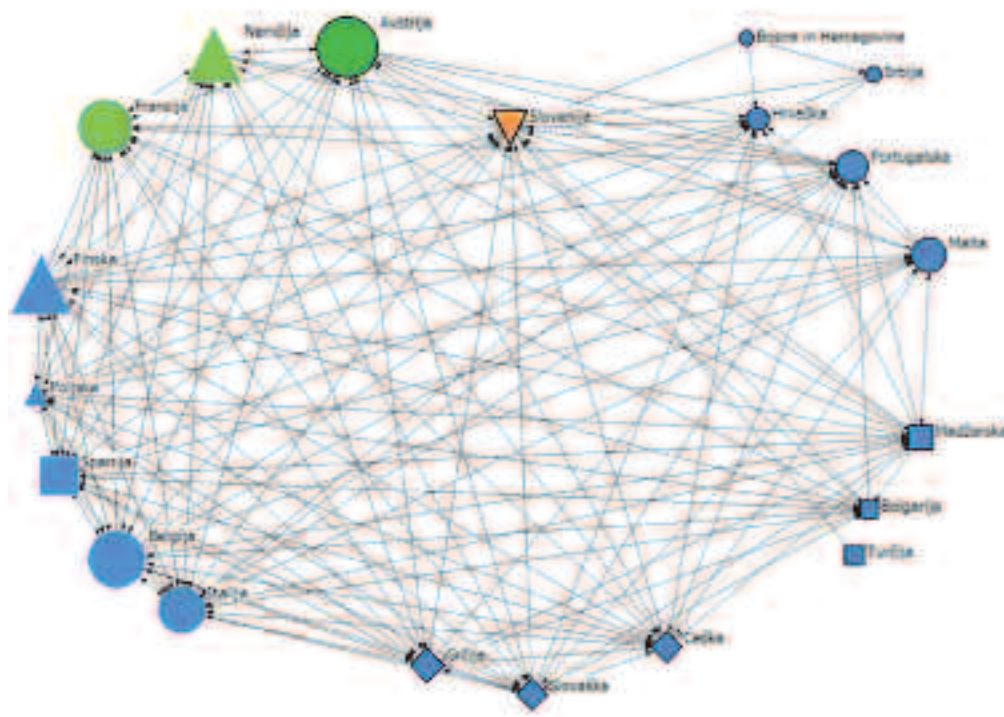 Avstrija
Nemčija
Bosna in Hercegovina
Srbija
Francija
Slovenija
Hrvaška
Portugalska
Malta
Finska
Poljska
Španija
Madžarska
Belgija
Bolgarija
Turčija
Italija
Grčija
Češka
Slovaška